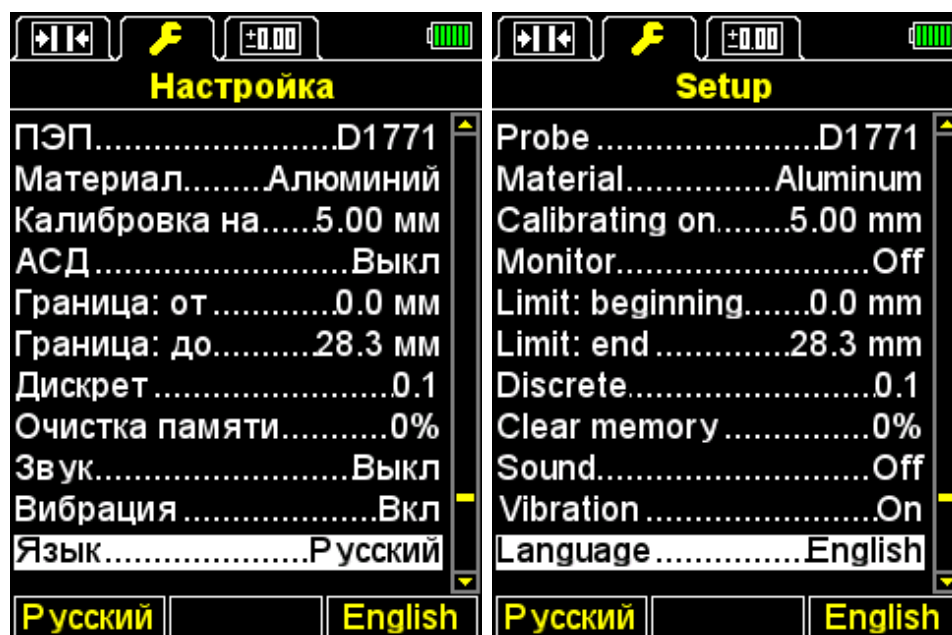 ±0.00
Настройка
ПЭП......................D1771
Материал.........Алюминий
Калибровка на......5.00 мм
АСД...........................Выкл
Граница: от.............0.0 мм
Граница: до..........28.3 мм
Дискрет.........................0.1
Очистка памяти...........0%
Звук...........................Выкл
Вибрация....................Вкл
Язык.....................Русский
Русский English
±0.00
Setup
Probe.......................D1771
Material...............Aluminum
Calibrating on........5.00 mm
Monitor..........................Off
Limit: beginning.......0.0 mm
Limit: end..............28.3 mm
Discrete.........................0.1
Clear memory...............0%
Sound............................Off
Vibration........................On
Language...............English
Русский English